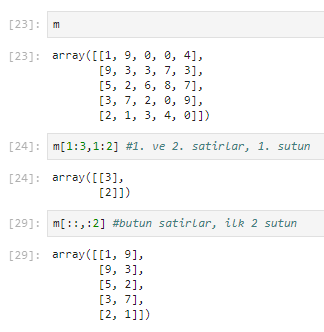 [23]: m
[23]: array([[1, 9, 0, 0, 4],
[9, 3, 3, 7, 3],
[5, 2, 6, 8, 7],
[3, 7, 2, 0, 9],
[2, 1, 3, 4, 0]])
[24]: m[1:3,1:2] #1. ve 2. satirlar, 1. sutun
[24]: array([[3],
[2]])
[29]: m[::,:2] #butun satirlar, ilk 2 sutun
[29]: array([[1, 9],
[9, 3],
[5, 2],
[3, 7],
[2, 1]])